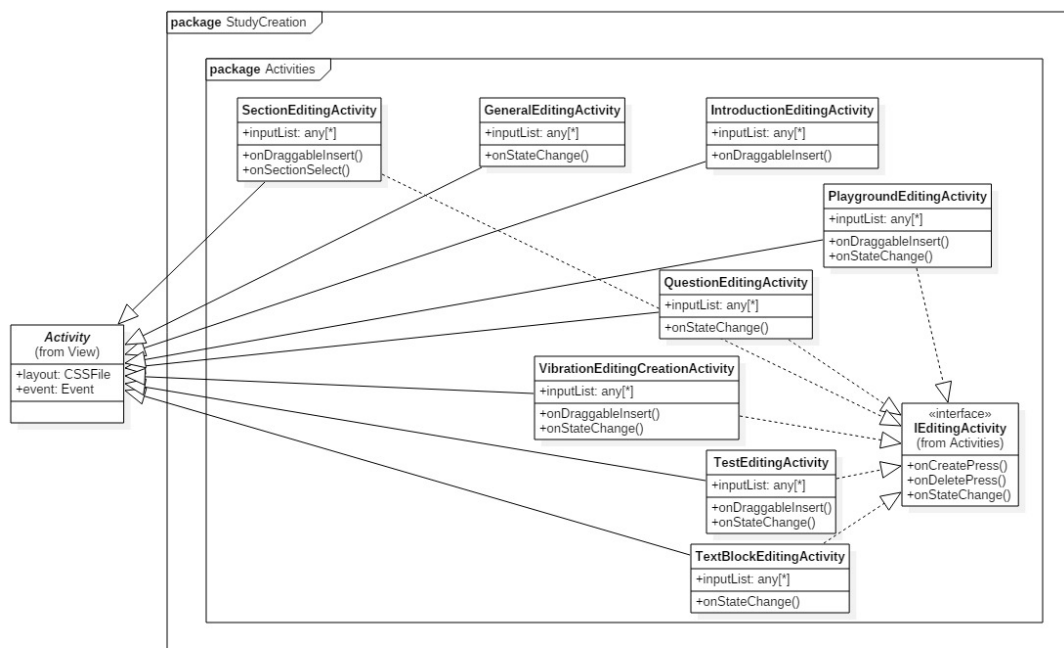 package StudyCreation
package Activities
SectionEditingActivity
+inputList: any[*]
+onDraggableInsert()
+onSectionSelect()
GeneralEditingActivity
+inputList: any[*]
+onStateChange()
IntroductionEditingActivity
+inputList: any[*]
+onDraggableInsert()
PlaygroundEditingActivity
+inputList: any[*]
+onDraggableInsert()
+onStateChange()
QuestionEditingActivity
+inputList: any[*]
+onStateChange()
Activity
(from View)
+layout: CSSFile
+event: Event
VibrationEditingCreationActivity
+inputList: any[*]
+onDraggableInsert()
+onStateChange()
«interface»
IEditingActivity
(from Activities)
+onCreatePress()
+onDeletePress()
+onStateChange()
TestEditingActivity
+inputList: any[*]
+onDraggableInsert()
+onStateChange()
TextBlockEditingActivity
+inputList: any[*]
+onStateChange()